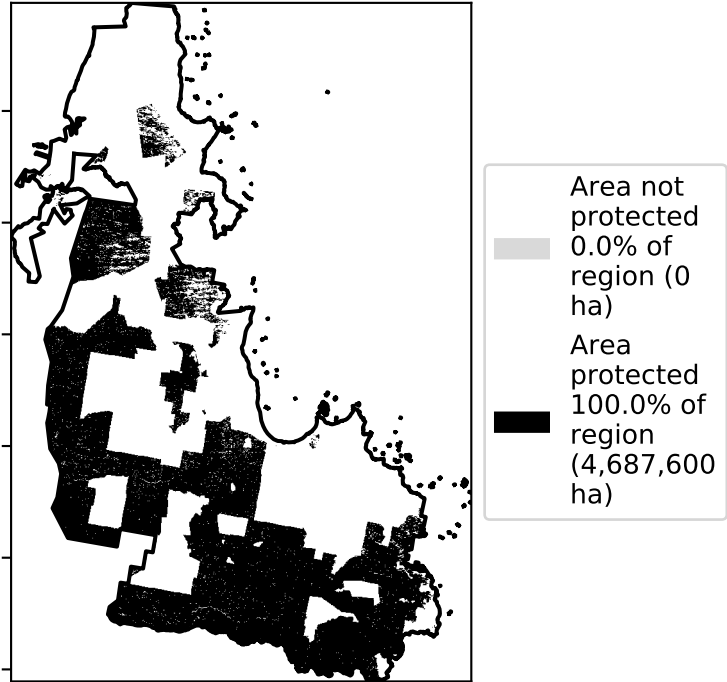 Area not
protected
0.0% of
region (0
ha)
Area
protected
100.0% of
region
(4,687,600
ha)